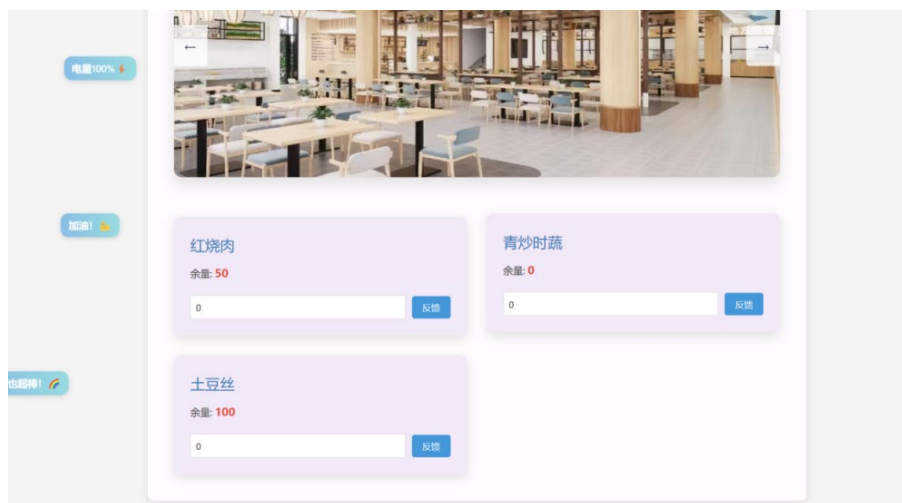 ←
→
电量100%⚡
加油! 💪
红烧肉
余量: 50
0
反馈
青炒时蔬
余量: 0
0
反馈
也超棒! 🌈
土豆丝
余量: 100
0
反馈